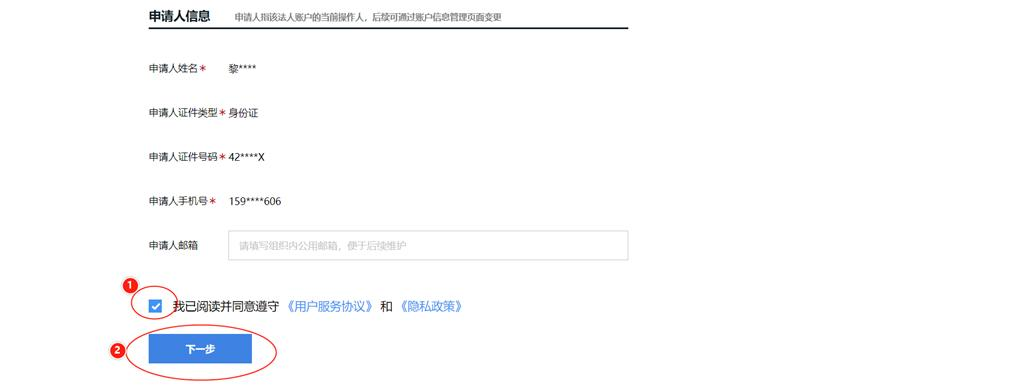 申请人信息 申请人指该法人账户的当前操作人，后续可通过账户信息管理页面变更
申请人姓名* 黎****
申请人证件类型* 身份证
申请人证件号码* 42****X
申请人手机号* 159****606
申请人邮箱 请填写组织内公用邮箱，便于后续维护
1
我已阅读并同意遵守 《用户服务协议》 和 《隐私政策》
2 下一步